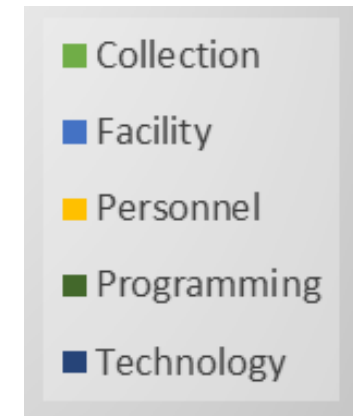 Collection
Facility
Personnel
Programming
Technology